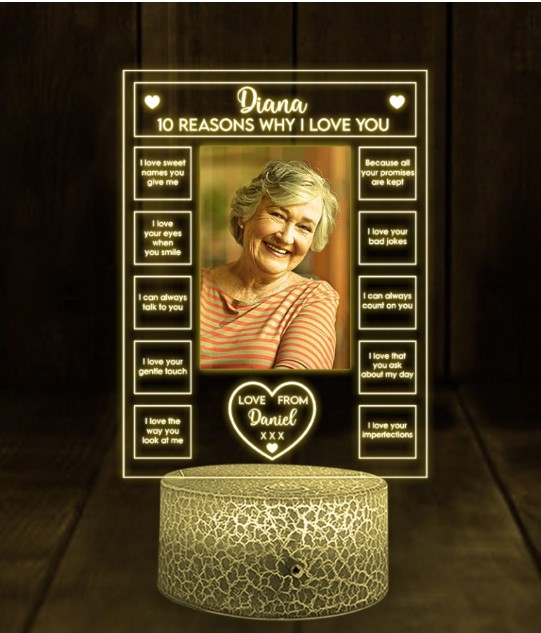 Diana
10 REASONS WHY I LOVE YOU
I love sweet
names you
give me
I love
your eyes
when
you smile
I can always
talk to you
I love your
gentle touch
I love the
way you
look at me
Because all
your promises
are kept
I love your
bad jokes
I can always
count on you
I love that
you ask
about my day
I love your
imperfections
LOVE FROM
Daniel
XXX